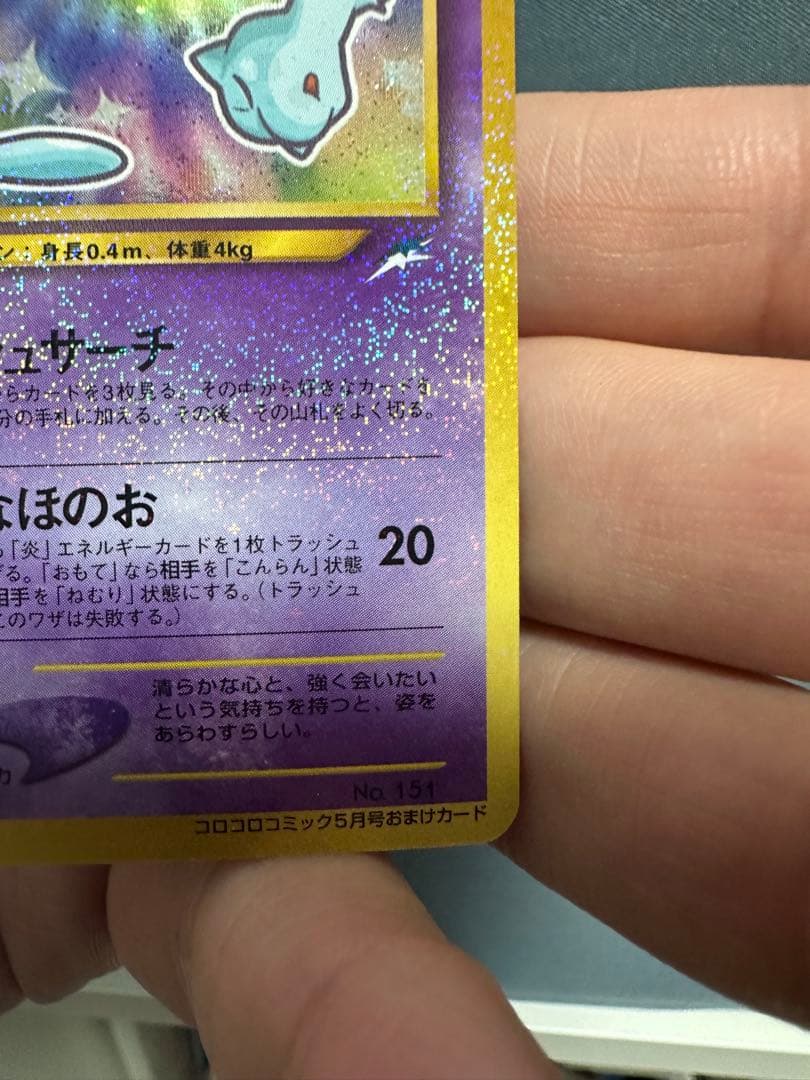 ：身長0.4m、体重4kg
ュサーチ
らカードを3枚見る。その中から好きなカードを
分の手札に加える。その後、その山札をよく切る。
なほのお
20
「炎」エネルギーカードを1枚トラッシュ
る。「おもて」なら相手を「こんらん」状態
相手を「ねむり」状態にする。（トラッシュ
このワザは失敗する。）
清らかな心と、強く会いたい
という気持ちを持つと、姿を
あらわすらしい。
カ
No. 151
コロコロコミック5月号おまけカード